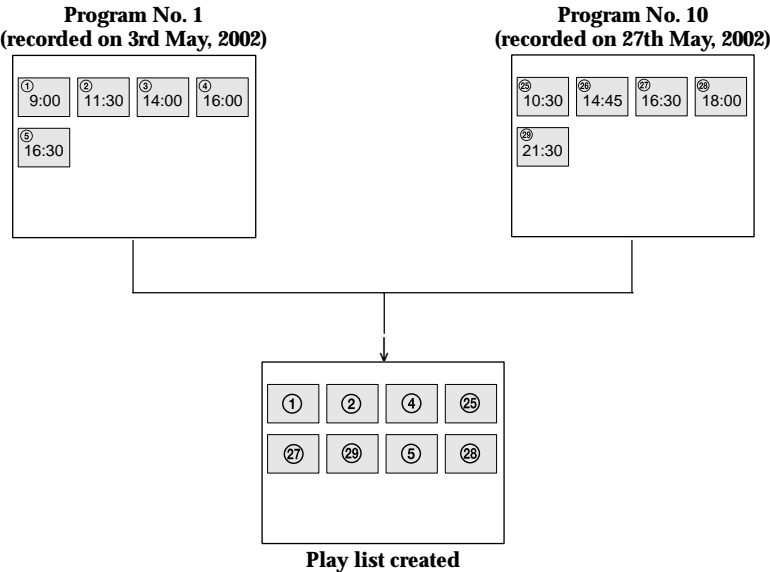 Program No. 1
(recorded on 3rd May, 2002)
① 9:00
② 11:30
③ 14:00
④ 16:00
⑤ 16:30
Program No. 10
(recorded on 27th May, 2002)
㉕ 10:30
㉖ 14:45
㉗ 16:30
㉘ 18:00
㉙ 21:30
① ② ④ ㉕
㉗ ㉙ ⑤ ㉘
Play list created